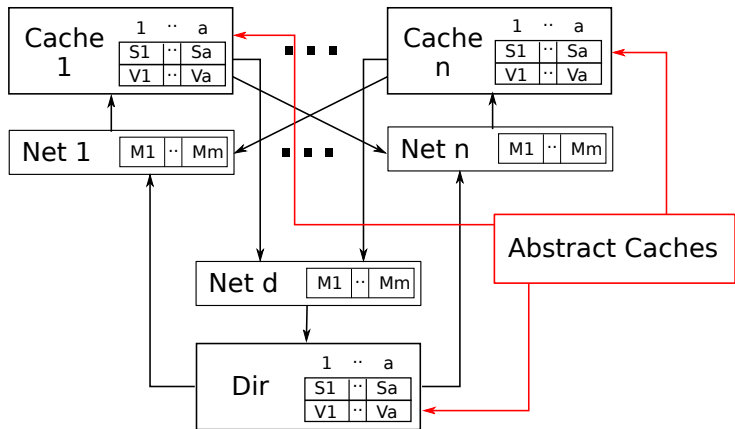 Cache 1
1 ·· a
S1 ·· Sa
V1 ·· Va
Cache n
1 ·· a
S1 ·· Sa
V1 ·· Va
Net 1
M1 ·· Mm
Net n
M1 ·· Mm
Abstract Caches
Net d
M1 ·· Mm
Dir
1 ·· a
S1 ·· Sa
V1 ·· Va